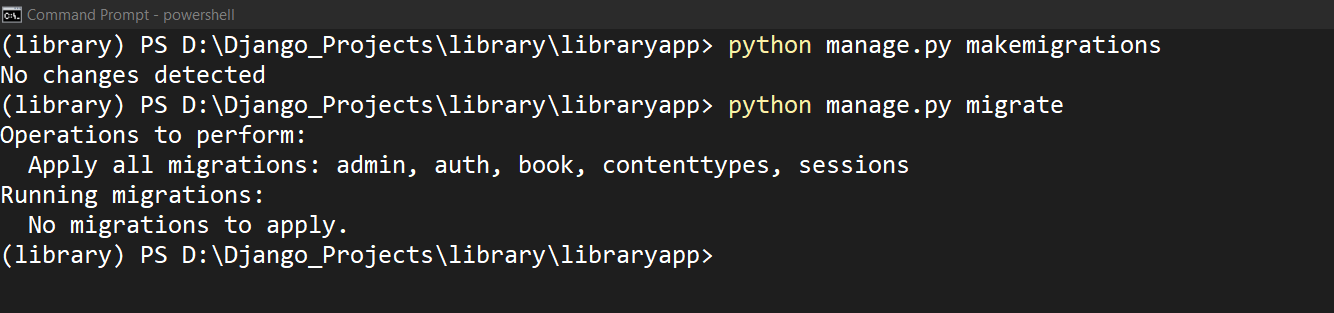 Command Prompt - powershell
(library) PS D:\Django_Projects\library\libraryapp> python manage.py makemigrations
No changes detected
(library) PS D:\Django_Projects\library\libraryapp> python manage.py migrate
Operations to perform:
  Apply all migrations: admin, auth, book, contenttypes, sessions
Running migrations:
  No migrations to apply.
(library) PS D:\Django_Projects\library\libraryapp>